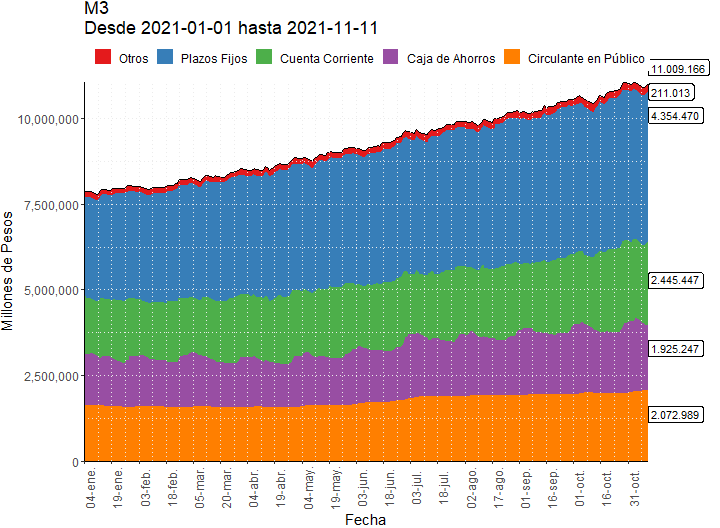 M3
Desde 2021-01-01 hasta 2021-11-11
Otros Plazos Fijos Cuenta Corriente Caja de Ahorros Circulante en Público
11.009.166
211.013
4.354.470
2.445.447
1.925.247
2.072.989
Millones de Pesos
10,000,000
7,500,000
5,000,000
2,500,000
0
04-ene.
19-ene.
03-feb.
18-feb.
05-mar.
20-mar.
04-abr.
19-abr.
04-may.
19-may.
03-jun.
18-jun.
03-jul.
18-jul.
02-ago.
17-ago.
01-sep.
16-sep.
01-oct.
16-oct.
31-oct.
Fecha